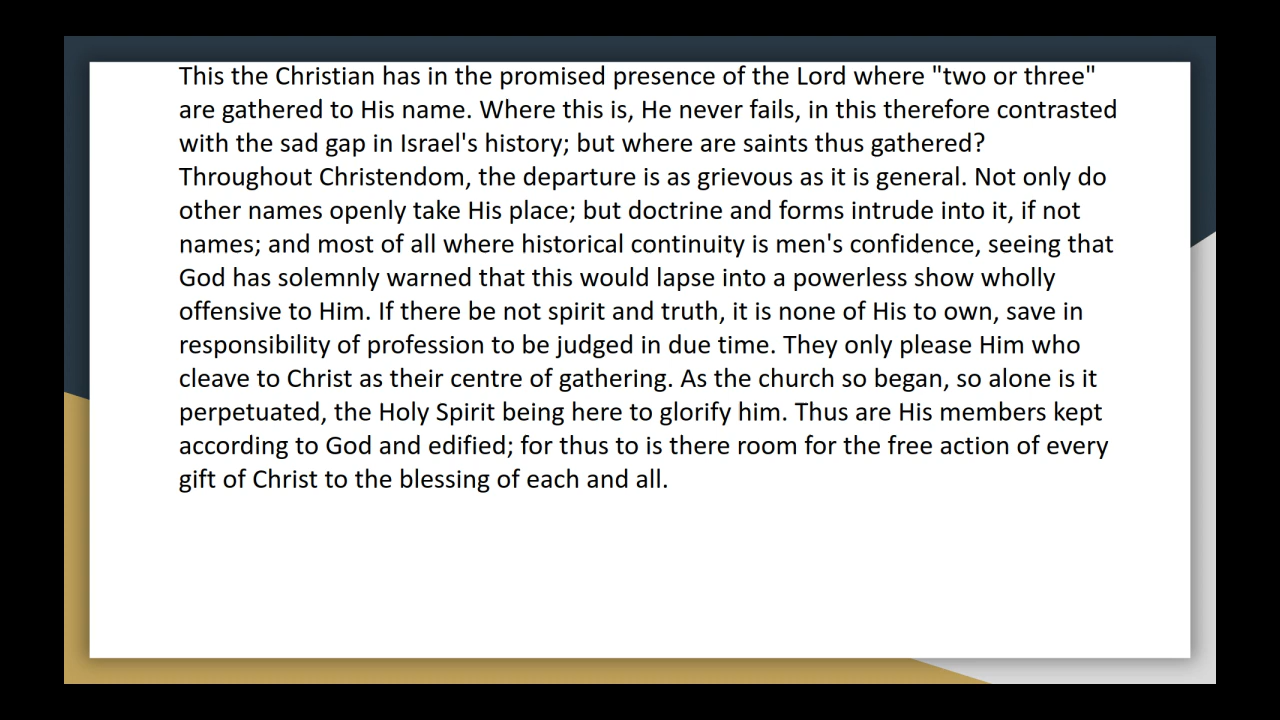 This the Christian has in the promised presence of the Lord where "two or three"
are gathered to His name. Where this is, He never fails, in this therefore contrasted
with the sad gap in Israel's history; but where are saints thus gathered?
Throughout Christendom, the departure is as grievous as it is general. Not only do
other names openly take His place; but doctrine and forms intrude into it, if not
names; and most of all where historical continuity is men's confidence, seeing that
God has solemnly warned that this would lapse into a powerless show wholly
offensive to Him. If there be not spirit and truth, it is none of His to own, save in
responsibility of profession to be judged in due time. They only please Him who
cleave to Christ as their centre of gathering. As the church so began, so alone is it
perpetuated, the Holy Spirit being here to glorify him. Thus are His members kept
according to God and edified; for thus to is there room for the free action of every
gift of Christ to the blessing of each and all.